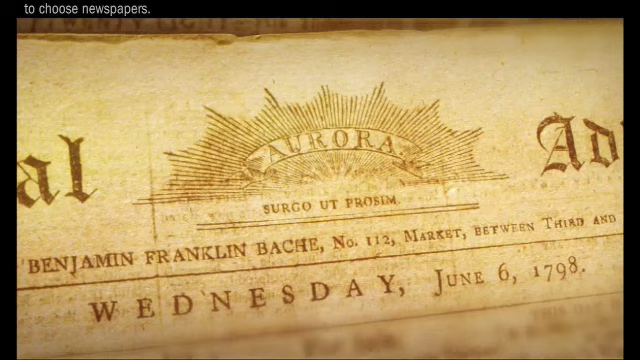 to choose newspapers.
al
AURORA
Ad
SURGO UT PROSIM.
BENJAMIN FRANKLIN BACHE, No. 112, MARKET, BETWEEN THIRD AND
WEDNESDAY, JUNE 6, 1798.